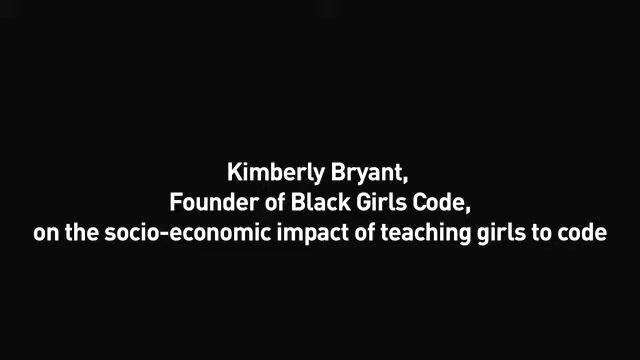 Kimberly Bryant,
Founder of Black Girls Code,
on the socio-economic impact of teaching girls to code